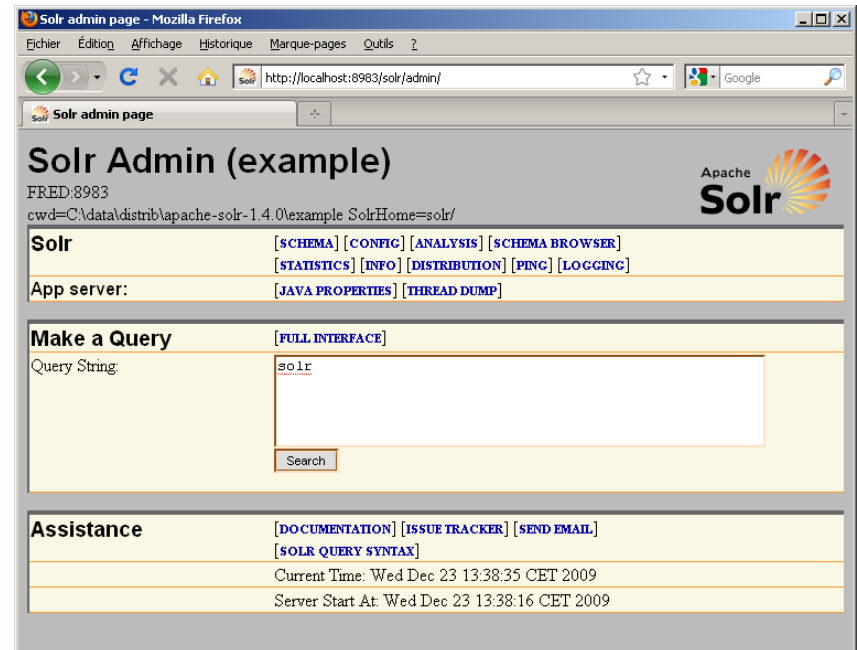 Solr admin page - Mozilla Firefox
Fichier Édition Affichage Historique Marque-pages Outils ?
Solr http://localhost:8983/solr/admin/ Google
Solr Solr admin page
Solr Admin (example)
FRED:8983
cwd=C:\data\distrib\apache-solr-1.4.0\example SolrHome=solr/
Apache
Solr
Solr [SCHEMA] [CONFIG] [ANALYSIS] [SCHEMA BROWSER]
[STATISTICS] [INFO] [DISTRIBUTION] [PING] [LOGGING]
App server: [JAVA PROPERTIES] [THREAD DUMP]
Make a Query [FULL INTERFACE]
Query String: solr
Search
Assistance [DOCUMENTATION] [ISSUE TRACKER] [SEND EMAIL]
[SOLR QUERY SYNTAX]
Current Time: Wed Dec 23 13:38:35 CET 2009
Server Start At: Wed Dec 23 13:38:16 CET 2009